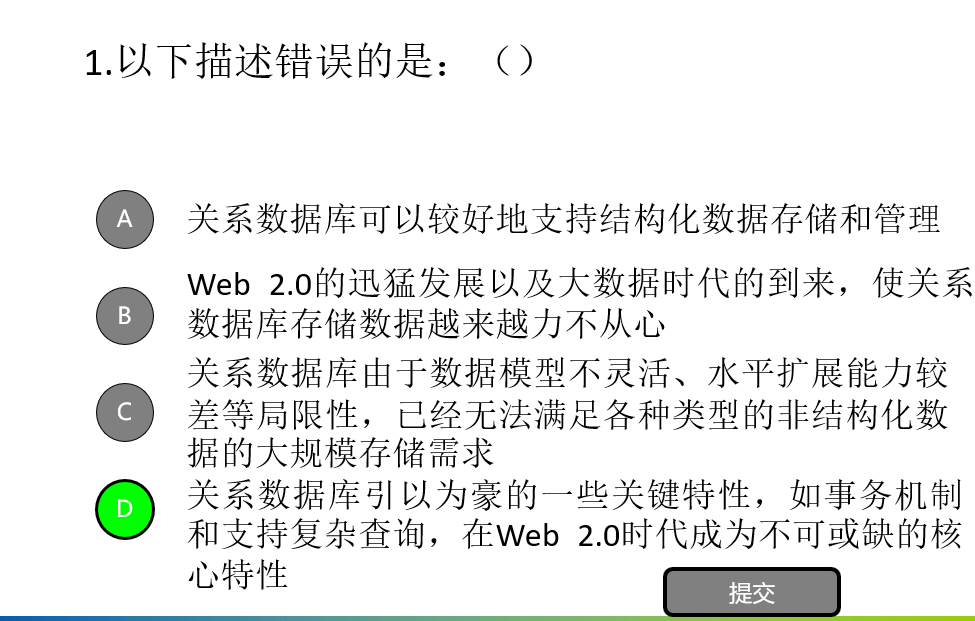 1.以下描述错误的是：（）
A
关系数据库可以较好地支持结构化数据存储和管理
B
Web 2.0的迅猛发展以及大数据时代的到来，使关系
数据库存储数据越来越力不从心
C
关系数据库由于数据模型不灵活、水平扩展能力较
差等局限性，已经无法满足各种类型的非结构化数
据的大规模存储需求
D
关系数据库引以为豪的一些关键特性，如事务机制
和支持复杂查询，在Web 2.0时代成为不可或缺的核
心特性
提交